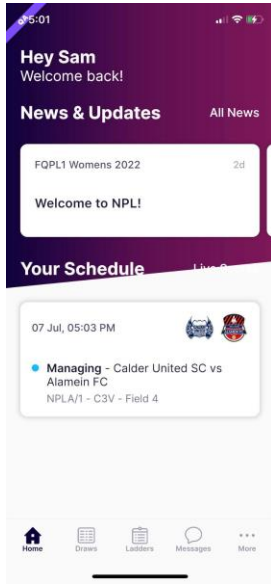 5:01
Hey Sam
Welcome back!
News & Updates All News
FQPL1 Womens 2022 2d
Welcome to NPL!
Your Schedule
07 Jul, 05:03 PM
Managing - Calder United SC vs
Alamein FC
NPLA/1 - C3V - Field 4
Home Draws Ladders Messages More